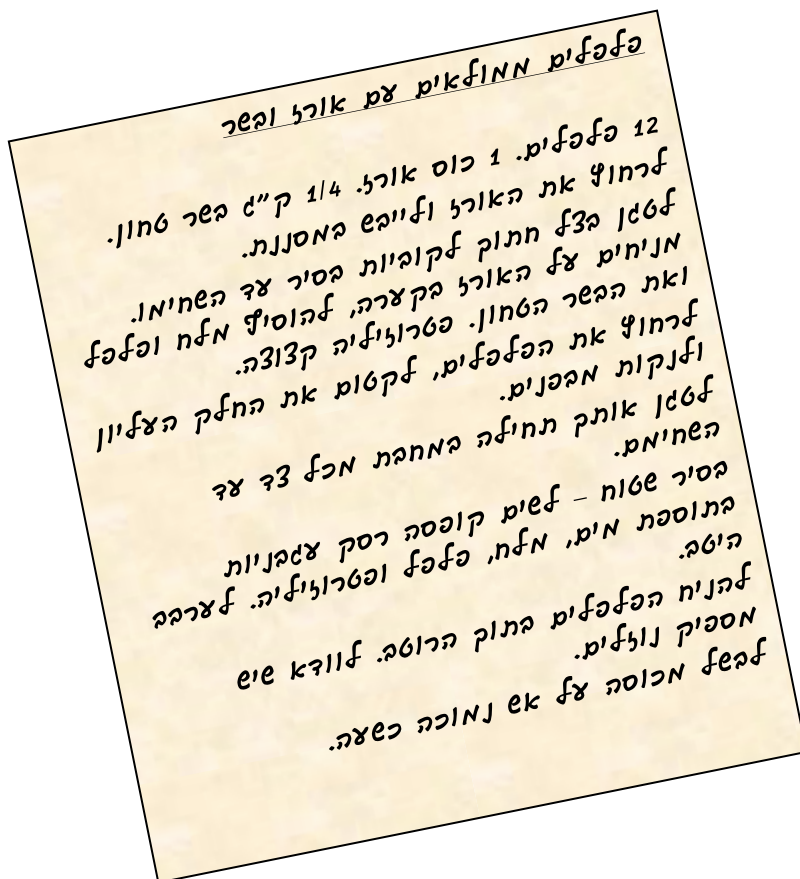 פלפלים ממולאים עם אורז ובשר
12 פלפלים. 1 כוס אורז. 1/4 ק״ג בשר טחון.
לרחוץ את האורז ולייבש במסננת.
לטגן בצל חתוך לקוביות בסיר עד השחימו.
מניחים על האורז בקערה, להוסיף מלח ופלפל
ואת הבשר הטחון. פטרוזיליה קצוצה.
לרחוץ את הפלפלים, לקטום את החלק העליון
ולנקות מבפנים.
לטגן אותך תחילה במחבת מכל צד עד
השחימם.
בסיר שטוח – לשים קופסה רסק עגבניות
בתוספת מים, מלח, פלפל ופטרוזיליה. לערבב
היטב.
להניח הפלפלים בתוך הרוטב. לוודא שיש
מספיק נוזלים.
לבשל מכוסה על אש נמוכה כשעה.